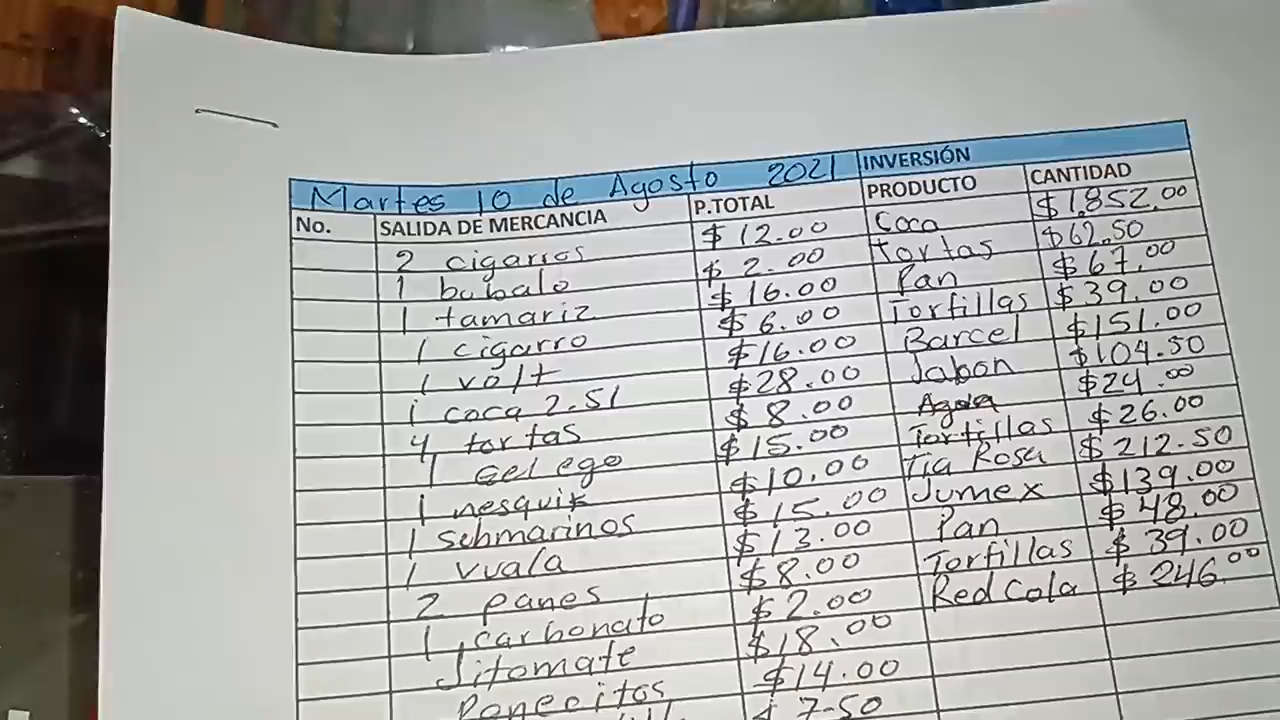 Martes 10 de Agosto 2021 INVERSIÓN
No. SALIDA DE MERCANCIA P.TOTAL PRODUCTO CANTIDAD
2 cigarros $12.00 Coca $1,852.00
1 bubalo $2.00 tortas $62.50
1 tamariz $16.00 Pan $67.00
1 cigarro $6.00 Tortillas $39.00
1 volt $16.00 Barcel $151.00
1 coca 2.5l $28.00 Jabon $104.50
4 tortas $8.00 Agua $24.00
1 Gel ego $15.00 Tortillas $26.00
1 nesquik $10.00 Tia Rosa $212.50
1 submarinos $15.00 Jumex $139.00
1 vuala $13.00 Pan $48.00
2 panes $8.00 Tortillas $39.00
1 carbonato $2.00 Red Cola $246.00
Jitomate $18.00
Panecitos $14.00
$7.50